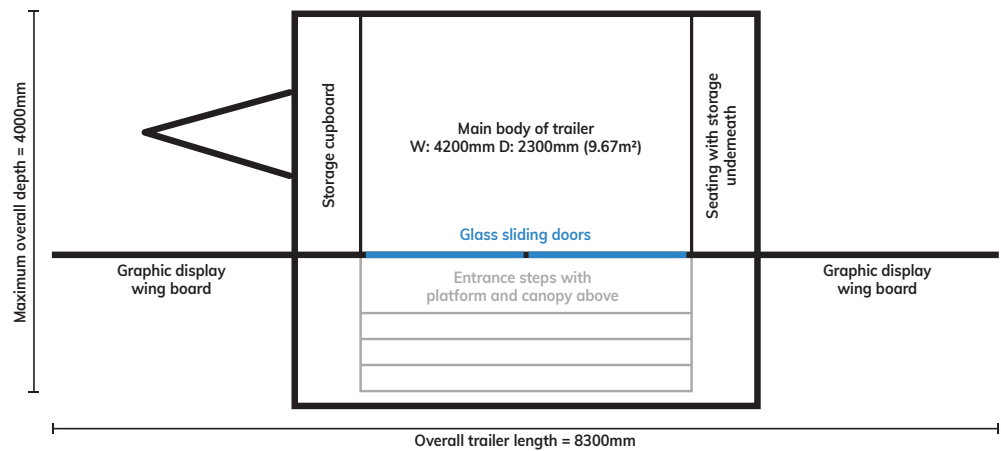 Maximum overall depth = 4000mm
Storage cupboard
Main body of trailer
W: 4200mm D: 2300mm (9.67m²)
Seating with storage
underneath
Glass sliding doors
Graphic display
wing board
Entrance steps with
platform and canopy above
Graphic display
wing board
Overall trailer length = 8300mm